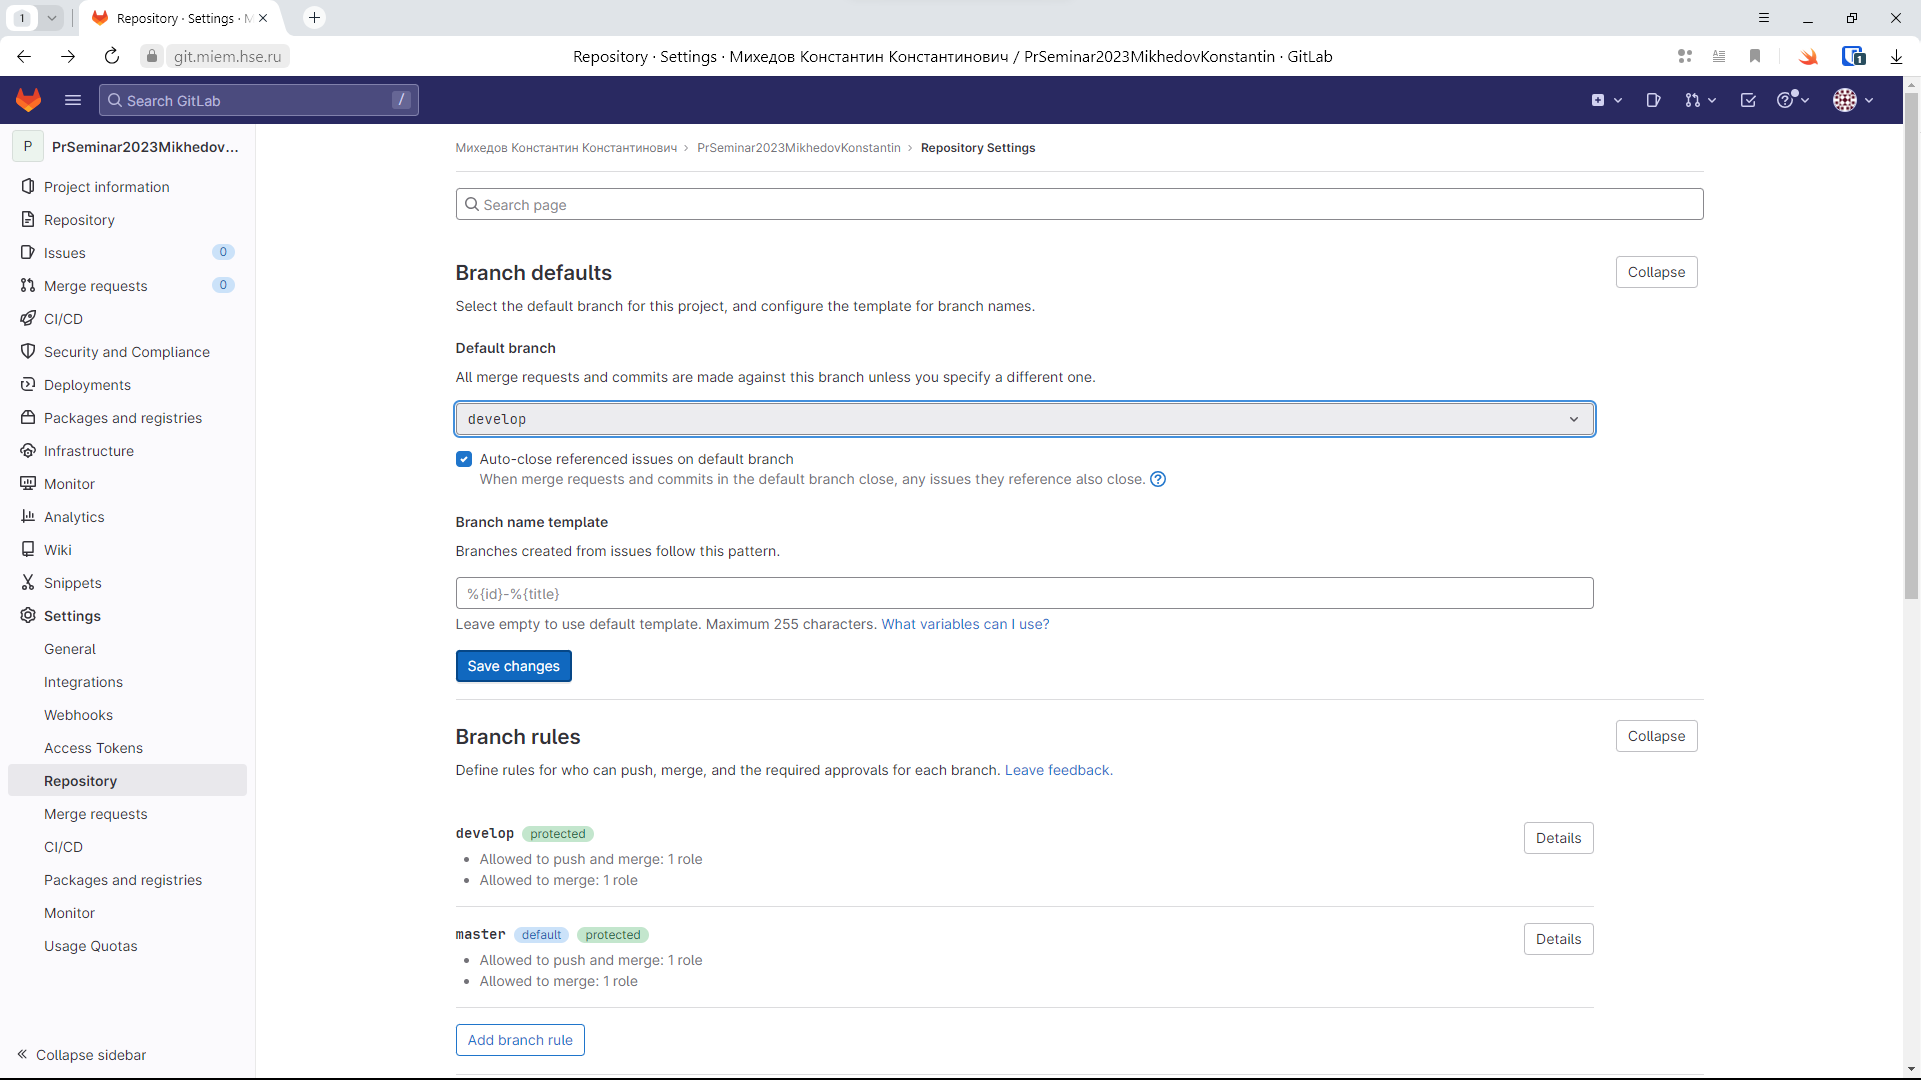 1
Repository · Settings · М
git.miem.hse.ru
Repository · Settings · Михедов Константин Константинович / PrSeminar2023MikhedovKonstantin · GitLab
1
Search GitLab
/
P
PrSeminar2023Mikhedov...
Project information
Repository
Issues
0
Merge requests
0
CI/CD
Security and Compliance
Deployments
Packages and registries
Infrastructure
Monitor
Analytics
Wiki
Snippets
Settings
General
Integrations
Webhooks
Access Tokens
Repository
Merge requests
CI/CD
Packages and registries
Monitor
Usage Quotas
Collapse sidebar
Михедов Константин Константинович › PrSeminar2023MikhedovKonstantin › Repository Settings
Search page
Branch defaults
Collapse
Select the default branch for this project, and configure the template for branch names.
Default branch
All merge requests and commits are made against this branch unless you specify a different one.
develop
Auto-close referenced issues on default branch
When merge requests and commits in the default branch close, any issues they reference also close.
Branch name template
Branches created from issues follow this pattern.
%{id}-%{title}
Leave empty to use default template. Maximum 255 characters. What variables can I use?
Save changes
Branch rules
Collapse
Define rules for who can push, merge, and the required approvals for each branch. Leave feedback.
develop protected
Details
• Allowed to push and merge: 1 role
• Allowed to merge: 1 role
master default protected
Details
• Allowed to push and merge: 1 role
• Allowed to merge: 1 role
Add branch rule